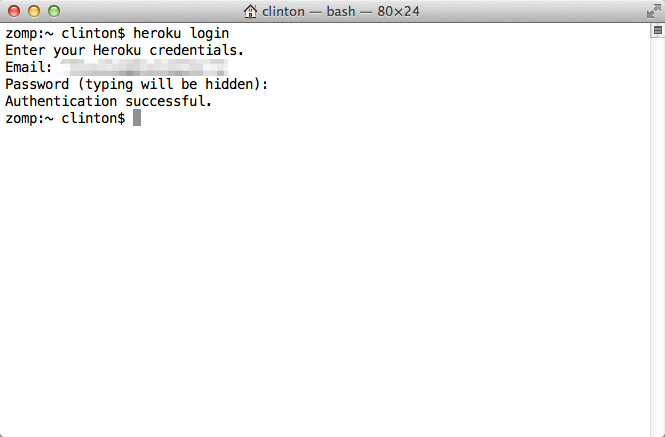 clinton — bash — 80×24
zomp:~ clinton$ heroku login
Enter your Heroku credentials.
Email:
Password (typing will be hidden):
Authentication successful.
zomp:~ clinton$